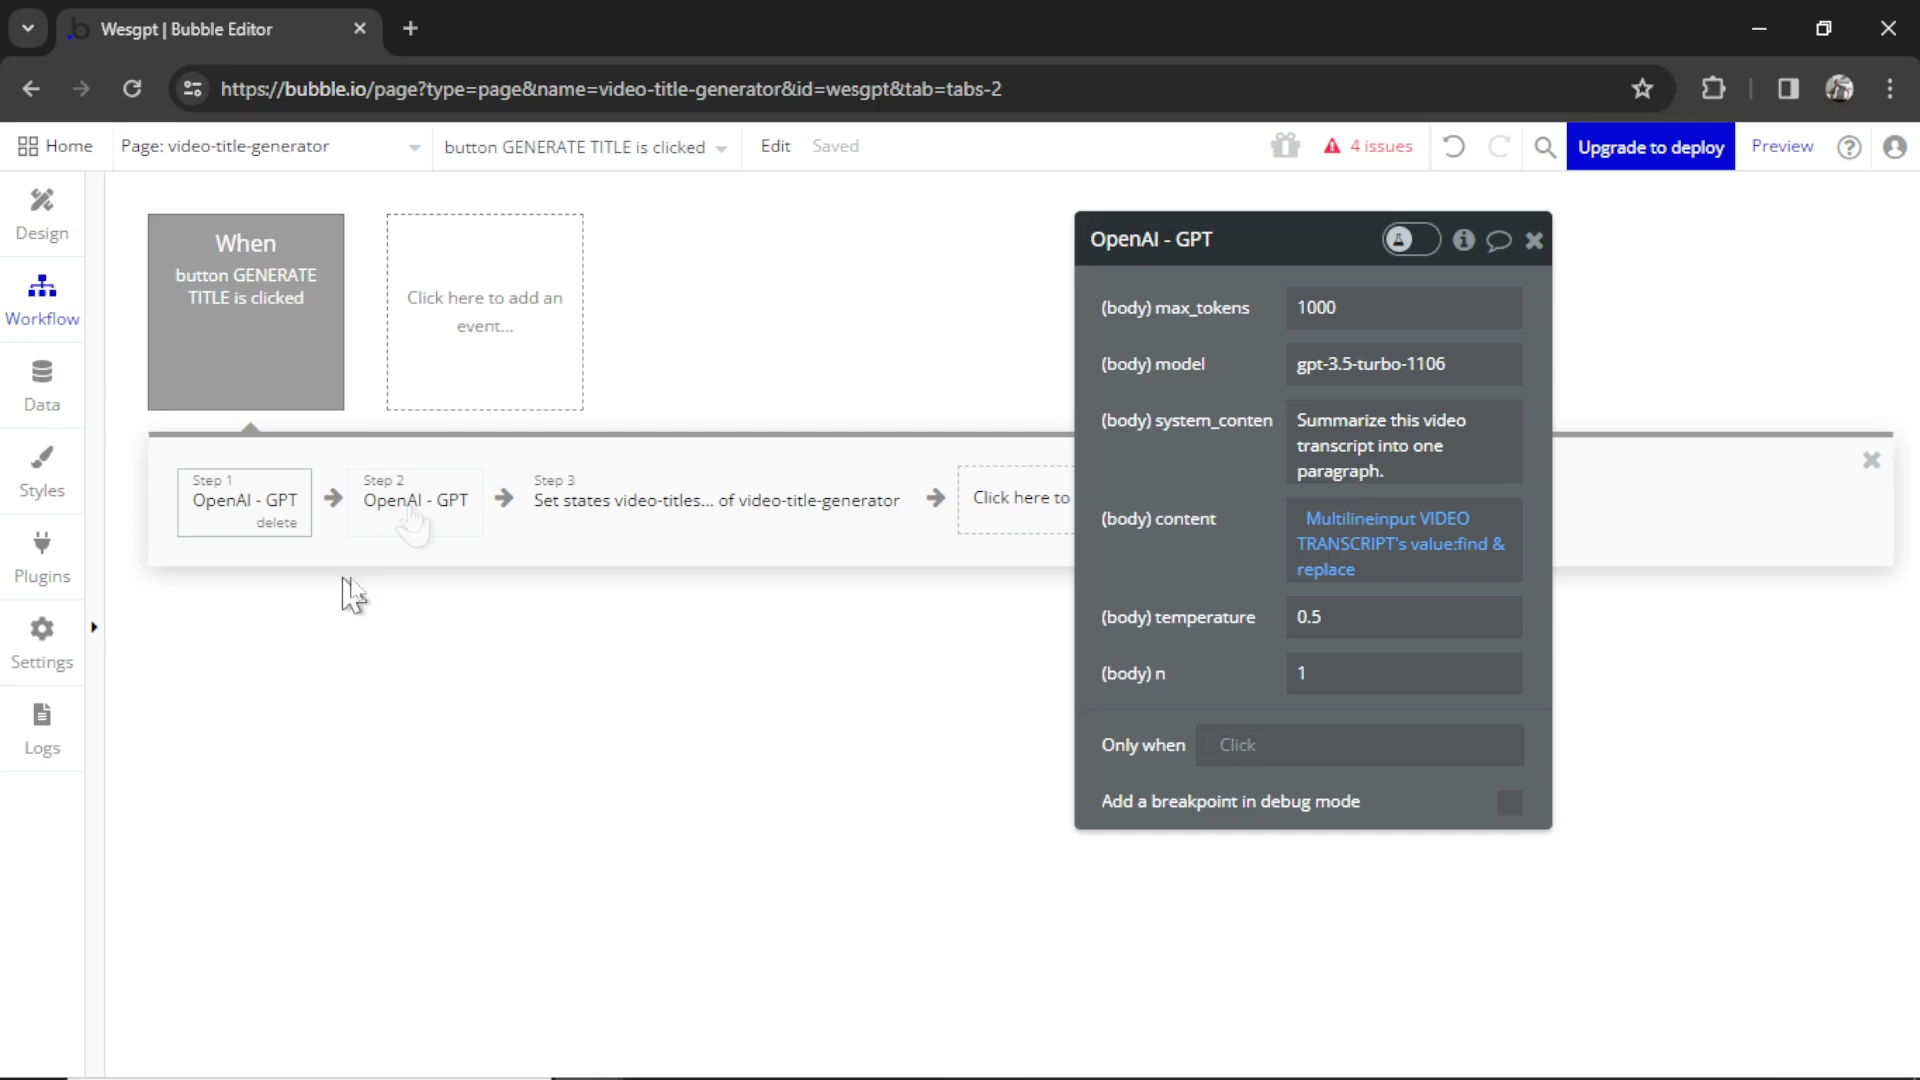 Wesgpt | Bubble Editor
https://bubble.io/page?type=page&name=video-title-generator&id=wesgpt&tab=tabs-2
Home
Page: video-title-generator
button GENERATE TITLE is clicked
Edit
Saved
4 issues
Upgrade to deploy
Preview
Design
Workflow
Data
Styles
Plugins
Settings
Logs
When
button GENERATE
TITLE is clicked
Click here to add an
event...
Step 1
OpenAI - GPT
delete
Step 2
OpenAI - GPT
Step 3
Set states video-titles... of video-title-generator
Click here to
OpenAI - GPT
(body) max_tokens
1000
(body) model
gpt-3.5-turbo-1106
(body) system_conten
Summarize this video
transcript into one
paragraph.
(body) content
Multilineinput VIDEO
TRANSCRIPT's value:find &
replace
(body) temperature
0.5
(body) n
1
Only when
Click
Add a breakpoint in debug mode